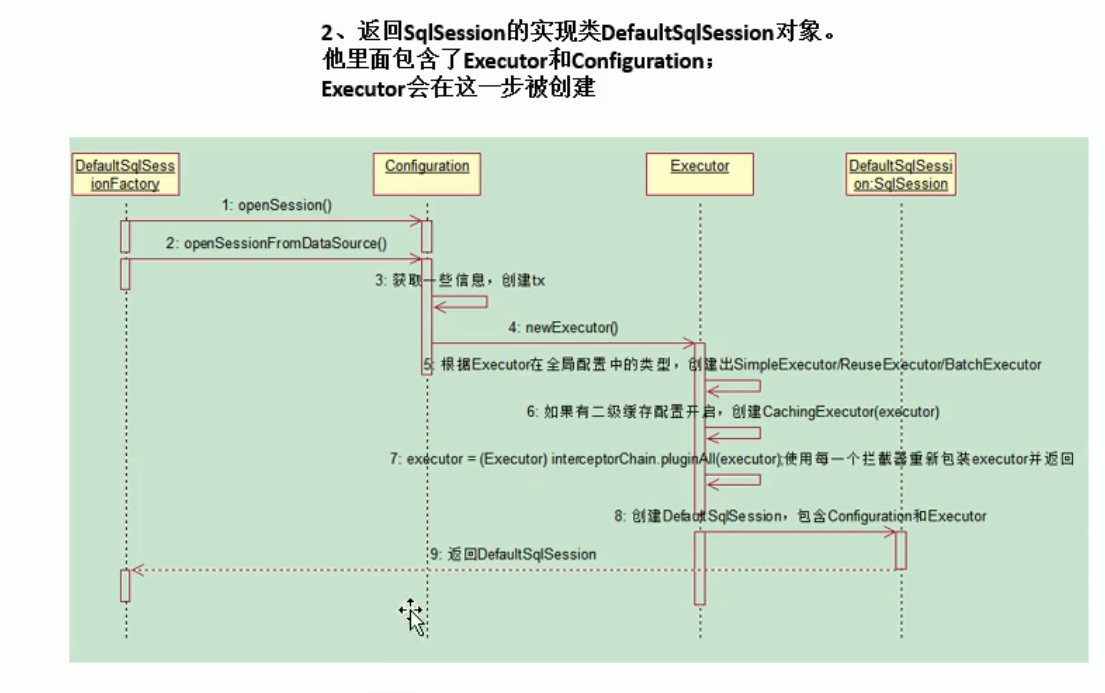 2、返回SqlSession的实现类DefaultSqlSession对象。
他里面包含了Executor和Configuration；
Executor会在这一步被创建
DefaultSqlSess
ionFactory
Configuration
Executor
DefaultSqlSessi
on:SqlSession
1: openSession()
2: openSessionFromDataSource()
3: 获取一些信息，创建tx
4: newExecutor()
5: 根据Executor在全局配置中的类型，创建出SimpleExecutor/ReuseExecutor/BatchExecutor
6: 如果有二级缓存配置开启，创建CachingExecutor(executor)
7: executor = (Executor) interceptorChain.pluginAll(executor);使用每一个拦截器重新包装executor并返回
8: 创建DefaultSqlSession，包含Configuration和Executor
9: 返回DefaultSqlSession